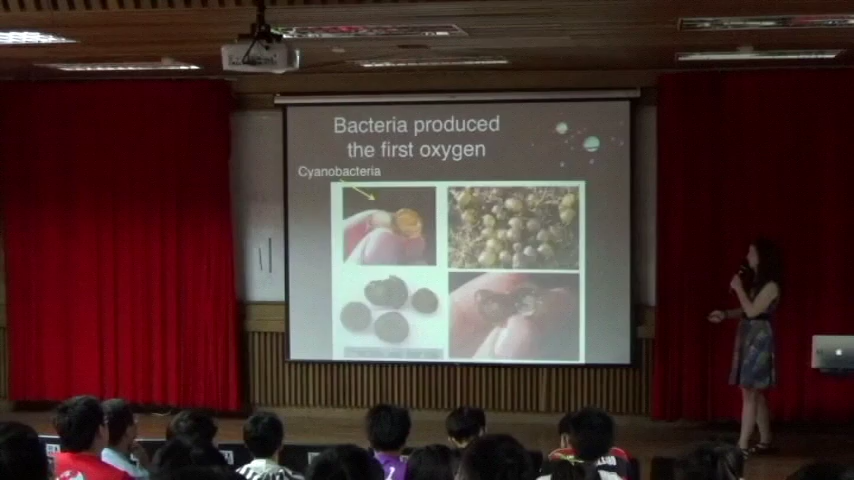 Bacteria produced
the first oxygen
Cyanobacteria